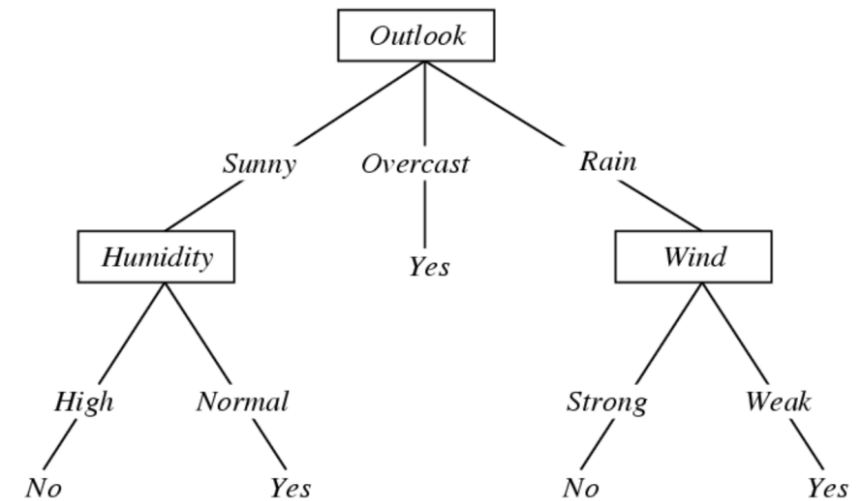 Outlook
Sunny Overcast Rain
Humidity Yes Wind
High Normal Strong Weak
No Yes No Yes